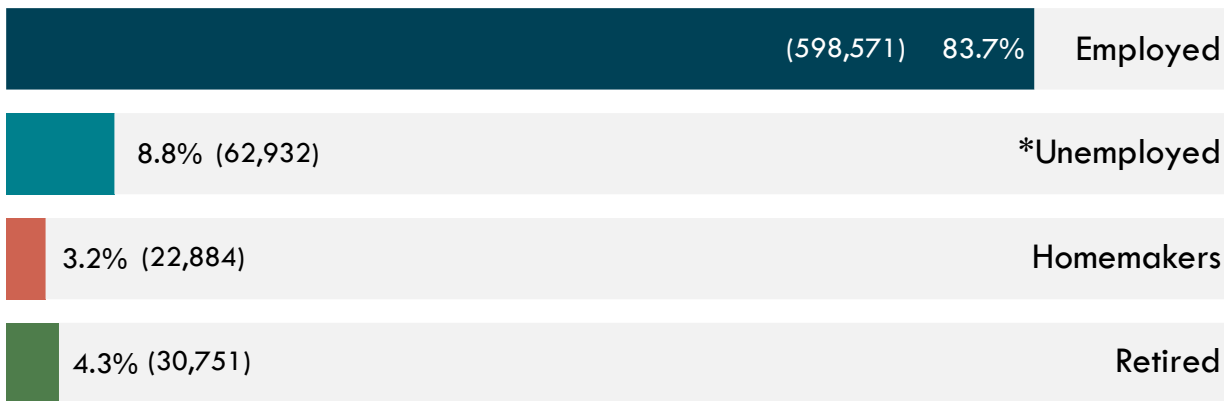 (598,571) 83.7% Employed
8.8% (62,932) *Unemployed
3.2% (22,884) Homemakers
4.3% (30,751) Retired